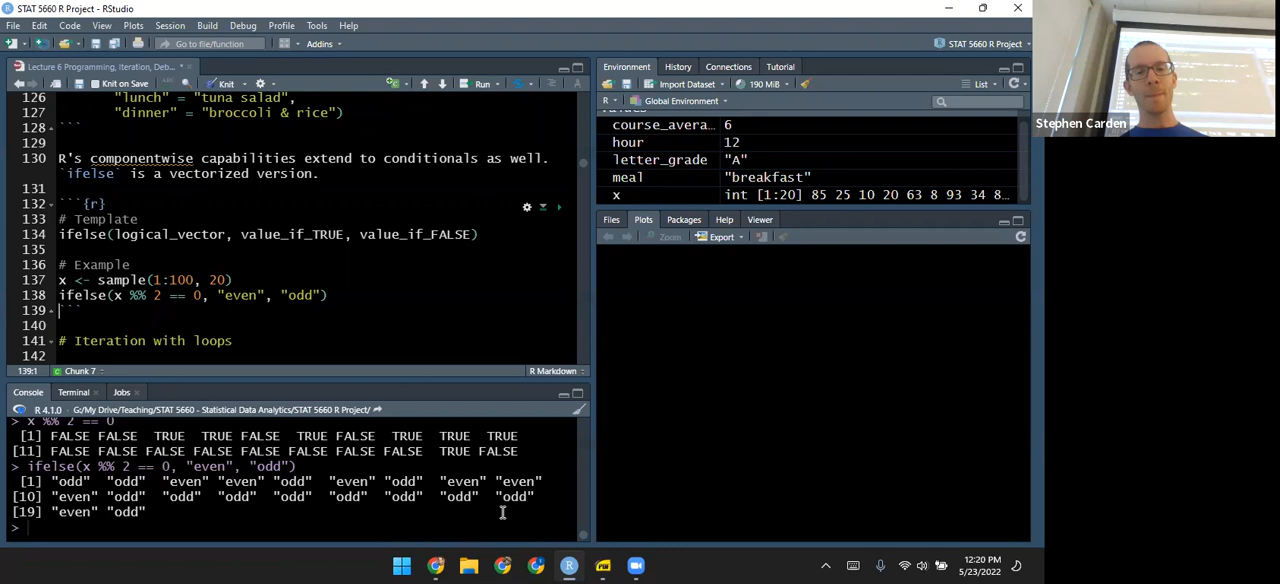 STAT 5660 R Project - RStudio
File Edit Code View Plots Session Build Debug Profile Tools Help
Go to file/function Addins STAT 5660 R Project
Lecture 6 Programming, Iteration, Deb... *
Knit on Save Knit Run
126 "lunch" = "tuna salad",
127 "dinner" = "broccoli & rice")
128 ```
129
130 R's componentwise capabilities extend to conditionals as well.
`ifelse` is a vectorized version.
131
132 ```{r}
133 # Template
134 ifelse(logical_vector, value_if_TRUE, value_if_FALSE)
135
136 # Example
137 x <- sample(1:100, 20)
138 ifelse(x %% 2 == 0, "even", "odd")
139 ```
140
141 # Iteration with loops
142
139:1 Chunk 7 R Markdown
Console Terminal Jobs
R 4.1.0 · G:/My Drive/Teaching/STAT 5660 - Statistical Data Analytics/STAT 5660 R Project/
> x %% 2 == 0
[1] FALSE FALSE TRUE TRUE FALSE TRUE FALSE TRUE TRUE TRUE
[11] FALSE FALSE FALSE FALSE FALSE FALSE FALSE FALSE TRUE FALSE
> ifelse(x %% 2 == 0, "even", "odd")
[1] "odd" "odd" "even" "even" "odd" "even" "odd" "even" "even"
[10] "even" "odd" "odd" "odd" "odd" "odd" "odd" "odd" "odd"
[19] "even" "odd"
>
Environment History Connections Tutorial
Import Dataset 190 MiB List
R Global Environment
course_avera... 6
hour 12
letter_grade "A"
meal "breakfast"
x int [1:20] 85 25 10 20 63 8 93 34 8...
Files Plots Packages Help Viewer
Zoom Export
Stephen Carden
12:20 PM
5/23/2022